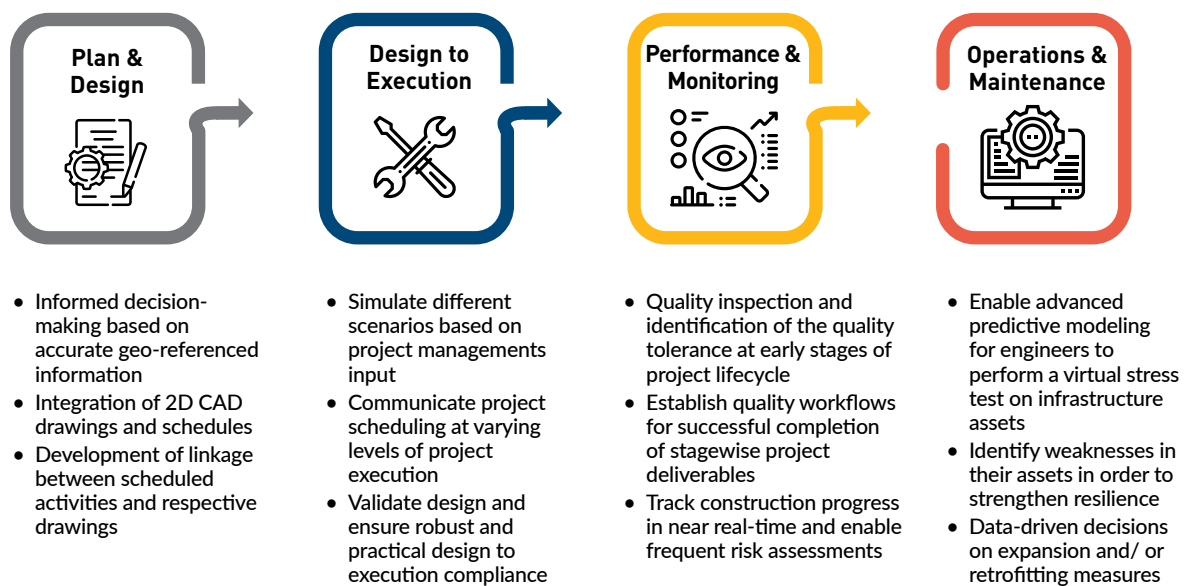 Plan &
Design
Design to
Execution
Performance &
Monitoring
Operations &
Maintenance
• Informed decision-
making based on
accurate geo-referenced
information
• Integration of 2D CAD
drawings and schedules
• Development of linkage
between scheduled
activities and respective
drawings
• Simulate different
scenarios based on
project managements
input
• Communicate project
scheduling at varying
levels of project
execution
• Validate design and
ensure robust and
practical design to
execution compliance
• Quality inspection and
identification of the quality
tolerance at early stages of
project lifecycle
• Establish quality workflows
for successful completion
of stagewise project
deliverables
• Track construction progress
in near real-time and enable
frequent risk assessments
• Enable advanced
predictive modeling
for engineers to
perform a virtual stress
test on infrastructure
assets
• Identify weaknesses in
their assets in order to
strengthen resilience
• Data-driven decisions
on expansion and/ or
retrofitting measures